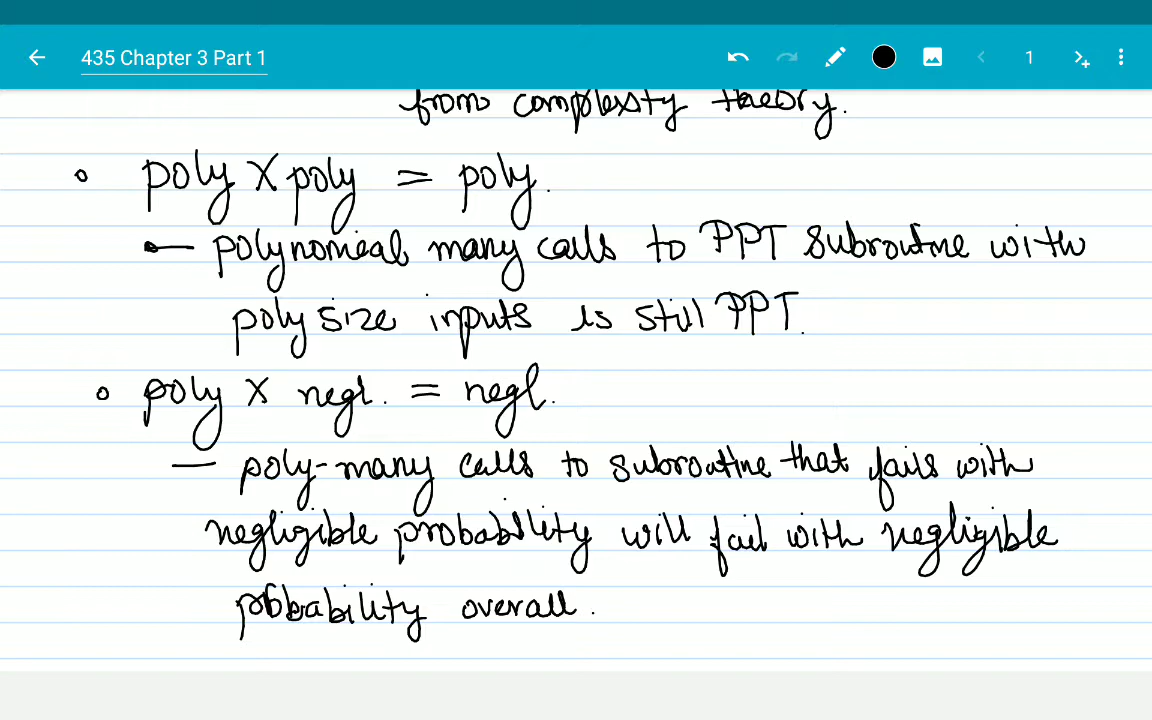 435 Chapter 3 Part 1
1
from complexity theory.
poly X poly = poly.
— polynomial many calls to PPT subroutine with
poly size inputs is still PPT.
poly X negl. = negl.
— poly-many calls to subroutine that fails with
negligible probability will fail with negligible
probability overall.